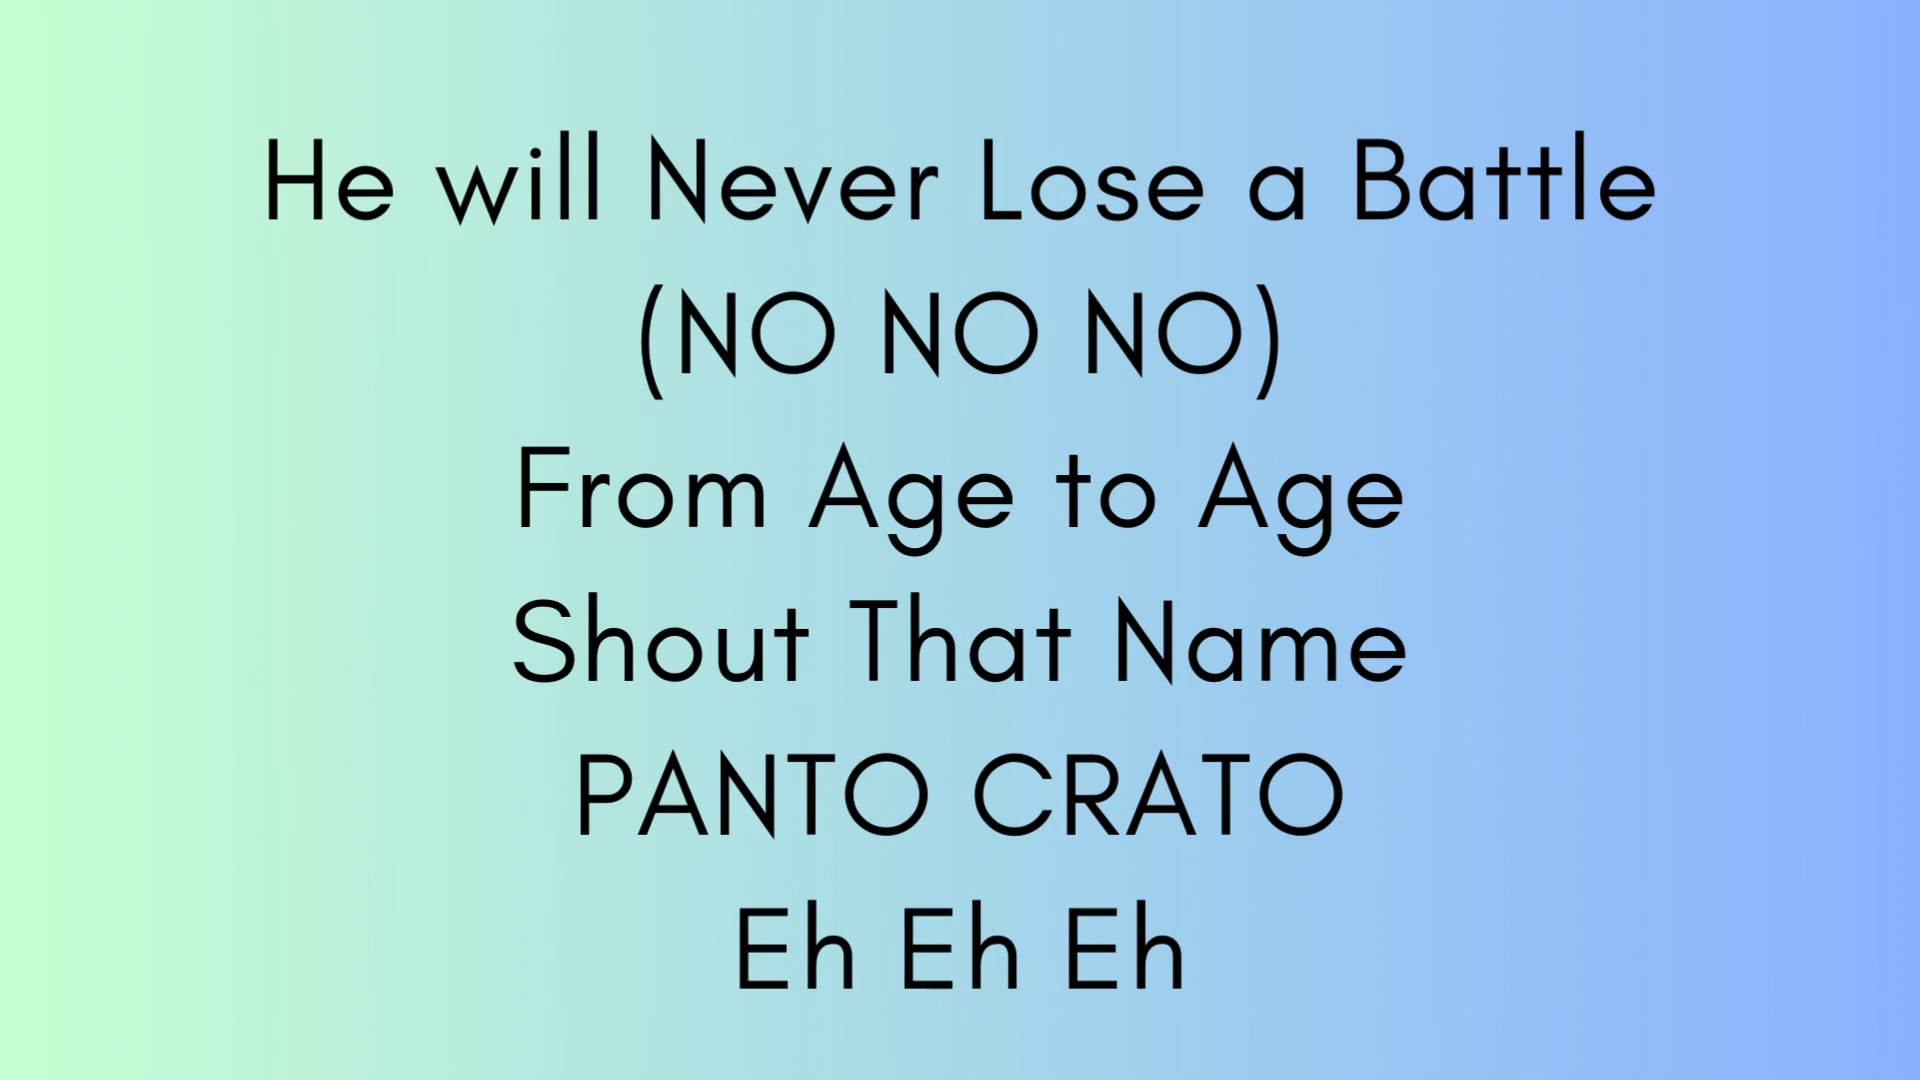 He will Never Lose a Battle
(NO NO NO)
From Age to Age
Shout That Name
PANTO CRATO
Eh Eh Eh